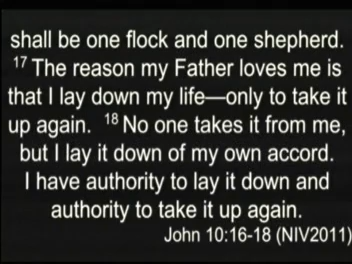 shall be one flock and one shepherd.
17 The reason my Father loves me is
that I lay down my life—only to take it
up again. 18 No one takes it from me,
but I lay it down of my own accord.
I have authority to lay it down and
authority to take it up again.
John 10:16-18 (NIV2011)